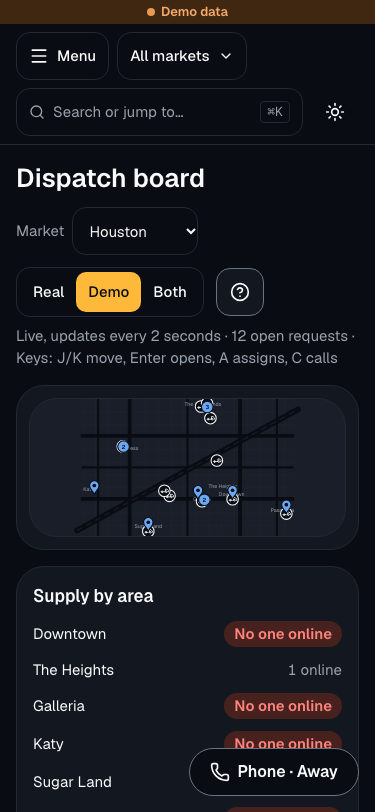 Demo data
Menu
All markets
Search or jump to...
⌘K
Dispatch board
Market
Houston
Real
Demo
Both
Live, updates every 2 seconds · 12 open requests ·
Keys: J/K move, Enter opens, A assigns, C calls
Supply by area
Downtown
No one online
The Heights
1 online
Galleria
No one online
Katy
No one online
Sugar Land
Phone · Away